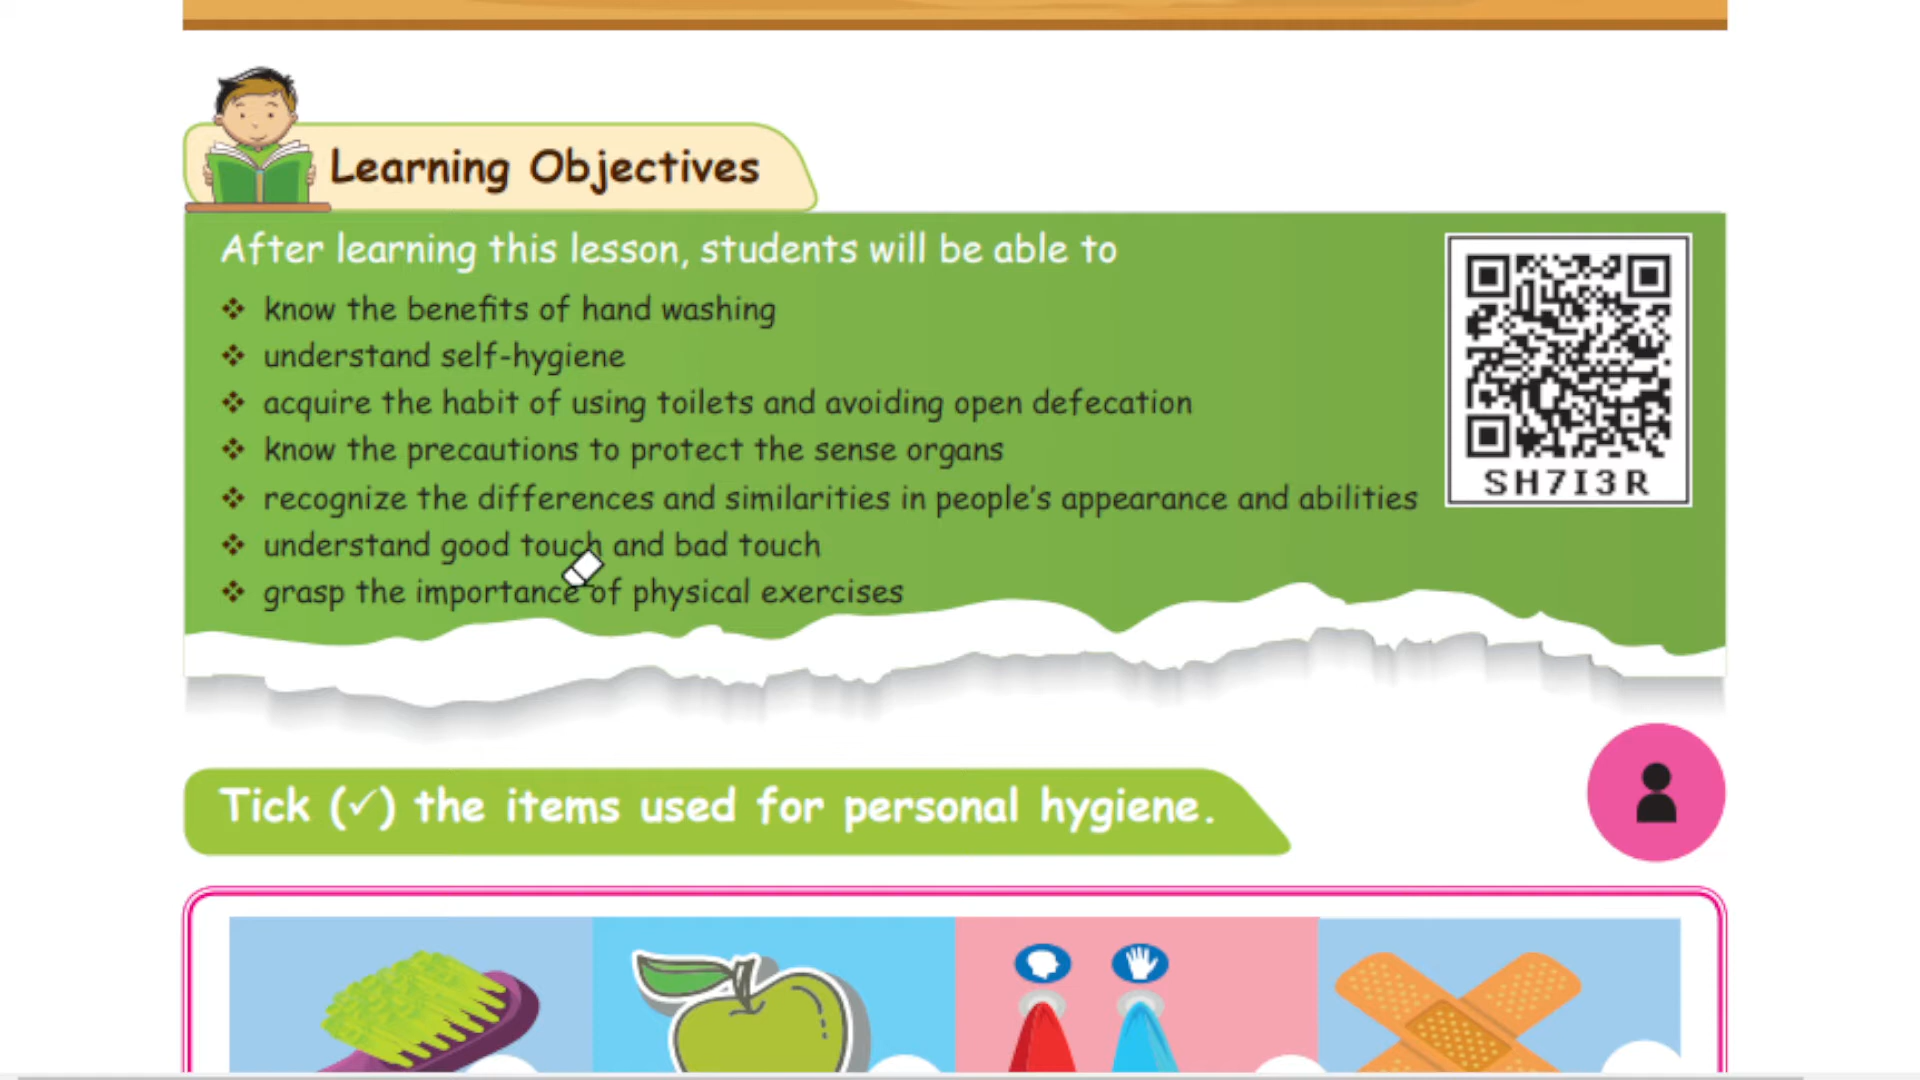 Learning Objectives
After learning this lesson, students will be able to
❖ know the benefits of hand washing
❖ understand self-hygiene
❖ acquire the habit of using toilets and avoiding open defecation
❖ know the precautions to protect the sense organs
❖ recognize the differences and similarities in people's appearance and abilities
❖ understand good touch and bad touch
❖ grasp the importance of physical exercises
SH7I3R
Tick (✓) the items used for personal hygiene.